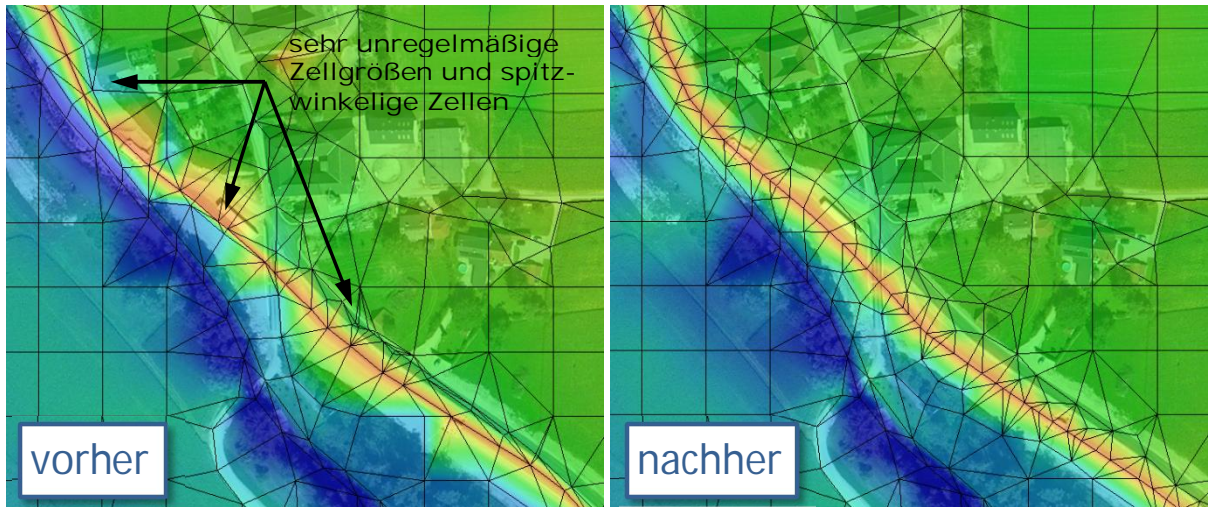 sehr unregelmäßige
Zellgrößen und spitz-
winkelige Zellen
vorher
nachher